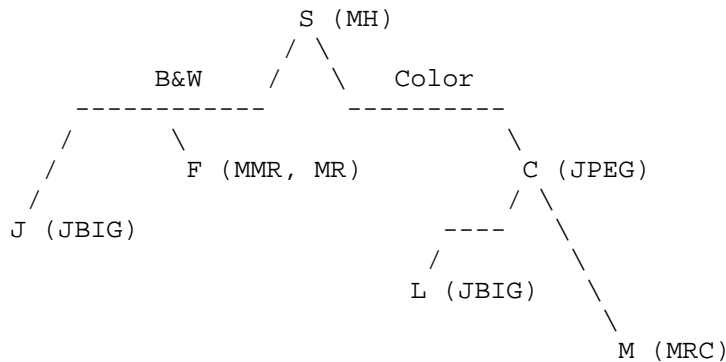 S (MH)
B&W Color
F (MMR, MR) C (JPEG)
J (JBIG)
L (JBIG)
M (MRC)